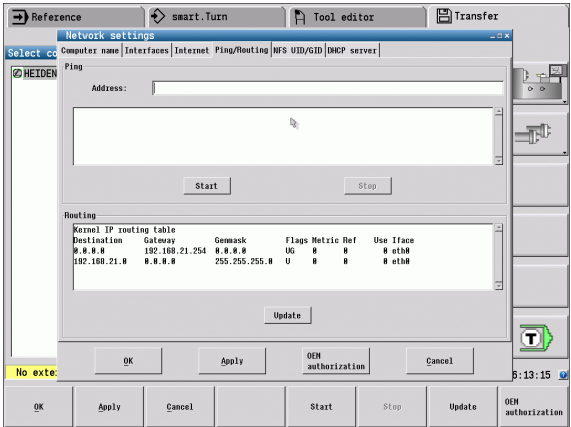 Reference
smart.Turn
Tool editor
Transfer
Network settings
Select co
Computer name Interfaces Internet Ping/Routing NFS UID/GID DHCP server
HEIDEN
Ping
Address:
Start Stop
Routing
Kernel IP routing table
Destination Gateway Genmask Flags Metric Ref Use Iface
0.0.0.0 192.168.21.254 0.0.0.0 UG 0 0 0 eth0
192.168.21.0 0.0.0.0 255.255.255.0 U 0 0 0 eth0
Update
T
OK Apply OEM authorization Cancel
No exte
6:13:15
OK Apply Cancel Start Stop Update OEM authorization